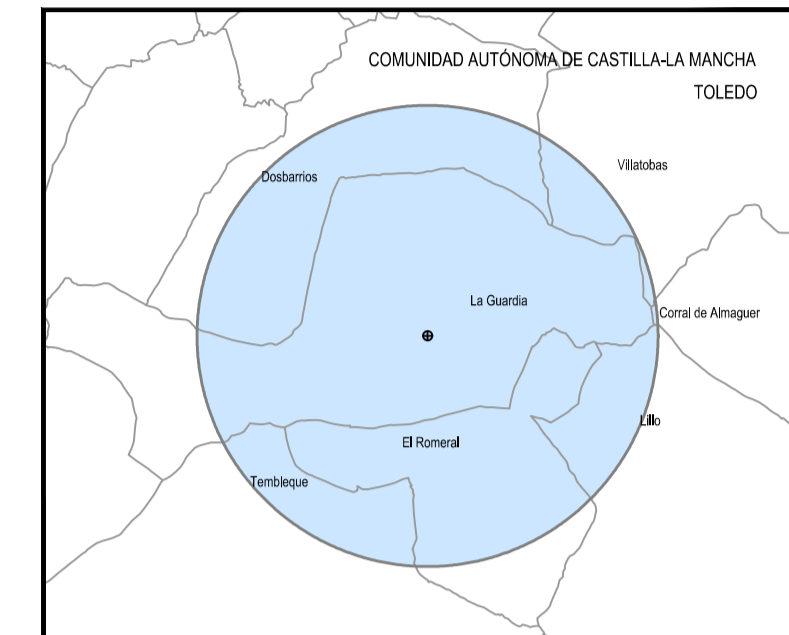 COMUNIDAD AUTÓNOMA DE CASTILLA-LA MANCHA
TOLEDO
Villatobas
Dosbarrios
La Guardia
Corral de Almaguer
Lillo
El Romeral
Tembleque